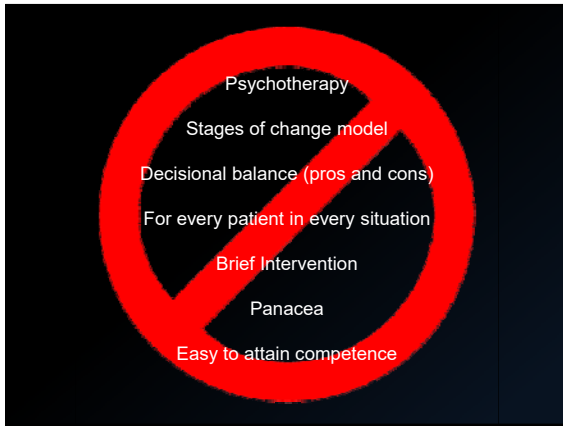 Psychotherapy
Stages of change model
Decisional balance (pros and cons)
For every patient in every situation
Brief Intervention
Panacea
Easy to attain competence